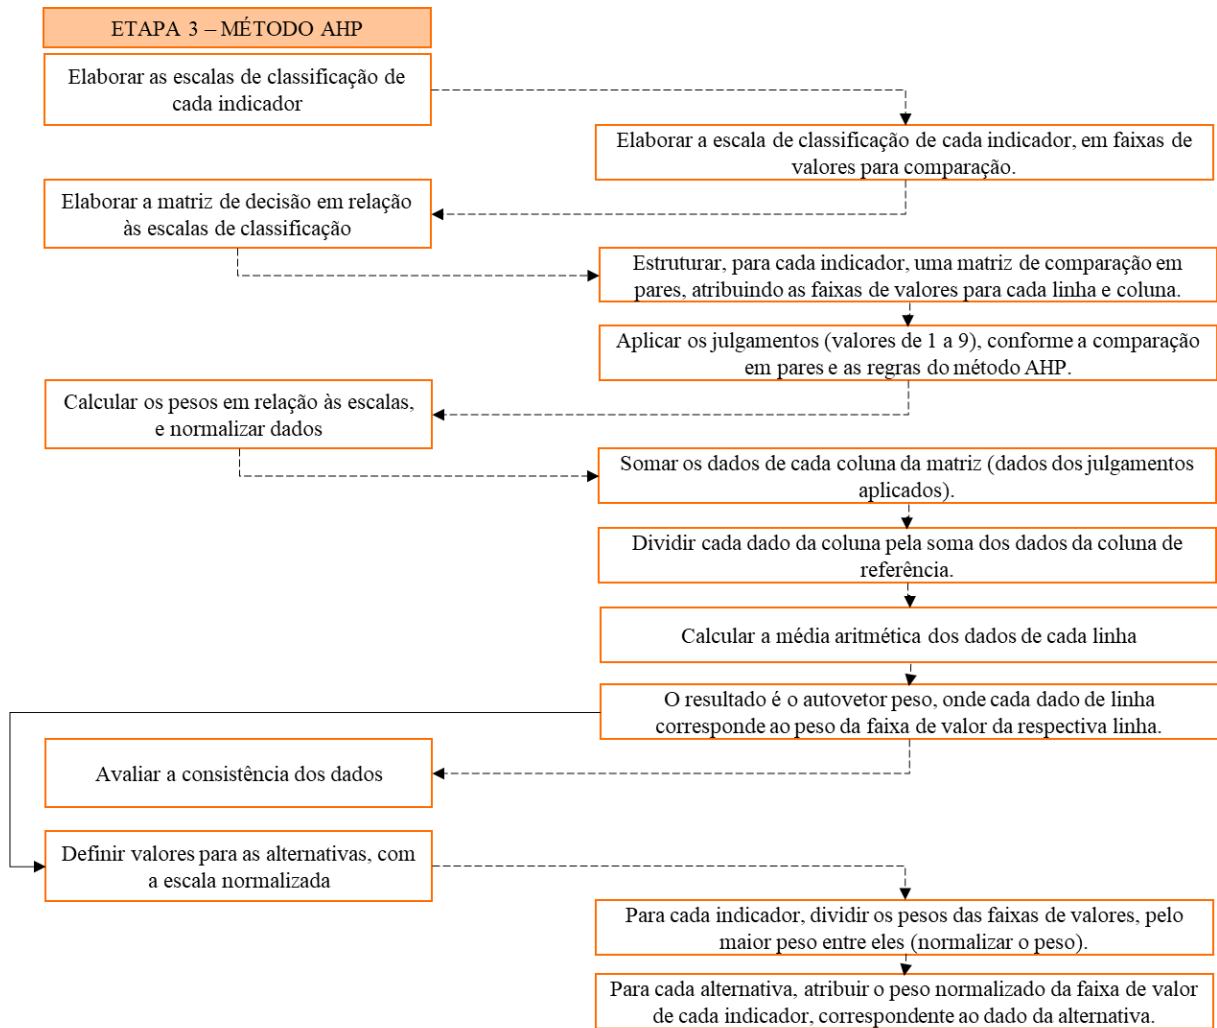 ETAPA 3 – MÉTODO AHP
Elaborar as escalas de classificação de
cada indicador
Elaborar a escala de classificação de cada indicador, em faixas de
valores para comparação.
Elaborar a matriz de decisão em relação
às escalas de classificação
Estruturar, para cada indicador, uma matriz de comparação em
pares, atribuindo as faixas de valores para cada linha e coluna.
Aplicar os julgamentos (valores de 1 a 9), conforme a comparação
em pares e as regras do método AHP.
Calcular os pesos em relação às escalas,
e normalizar dados
Somar os dados de cada coluna da matriz (dados dos julgamentos
aplicados).
Dividir cada dado da coluna pela soma dos dados da coluna de
referência.
Calcular a média aritmética dos dados de cada linha
O resultado é o autovetor peso, onde cada dado de linha
corresponde ao peso da faixa de valor da respectiva linha.
Avaliar a consistência dos dados
Definir valores para as alternativas, com
a escala normalizada
Para cada indicador, dividir os pesos das faixas de valores, pelo
maior peso entre eles (normalizar o peso).
Para cada alternativa, atribuir o peso normalizado da faixa de valor
de cada indicador, correspondente ao dado da alternativa.